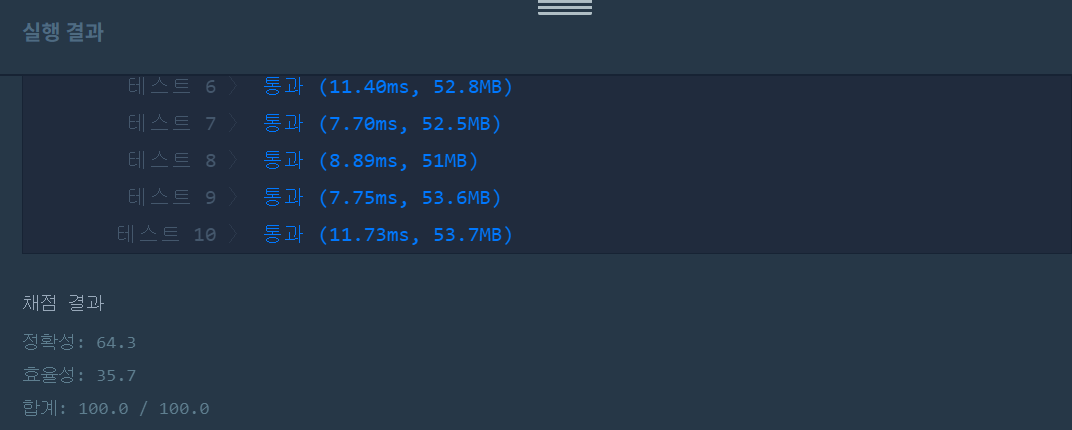 실행 결과
테스트 6 〉 통과 (11.40ms, 52.8MB)
테스트 7 〉 통과 (7.70ms, 52.5MB)
테스트 8 〉 통과 (8.89ms, 51MB)
테스트 9 〉 통과 (7.75ms, 53.6MB)
테스트 10 〉 통과 (11.73ms, 53.7MB)
채점 결과
정확성: 64.3
효율성: 35.7
합계: 100.0 / 100.0